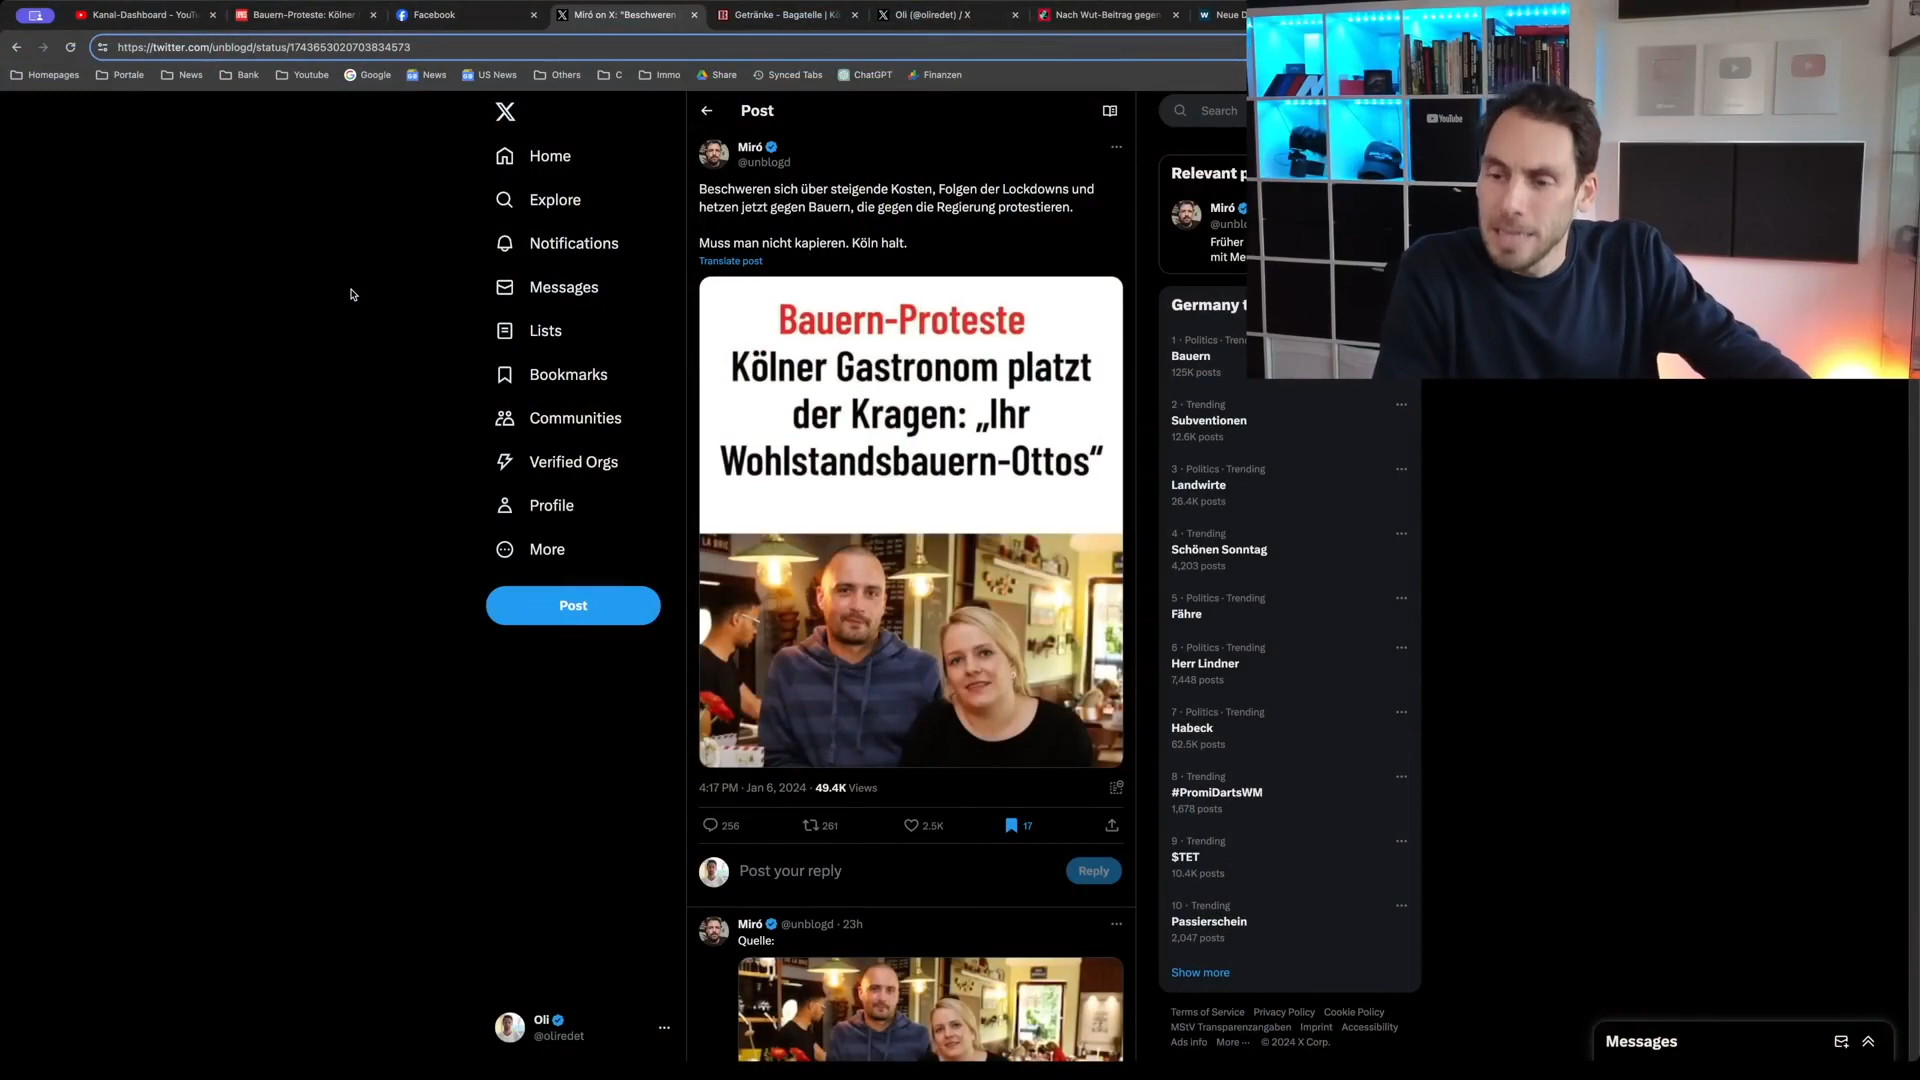 Kanal-Dashboard - YouTu
Bauern-Proteste: Kölner
Facebook
Miró on X: "Beschweren
Getränke – Bagatelle | Kö
Oli (@oliredet) / X
Nach Wut-Beitrag gegen
Neue D
https://twitter.com/unblogd/status/1743653020703834573
Homepages
Portale
News
Bank
Youtube
Google
News
US News
Others
C
Immo
Share
Synced Tabs
ChatGPT
Finanzen
YouTube
Home
Explore
Notifications
Messages
Lists
Bookmarks
Communities
Verified Orgs
Profile
More
Post
Oli
@oliredet
Post
Miró
@unblogd
Beschweren sich über steigende Kosten, Folgen der Lockdowns und
hetzen jetzt gegen Bauern, die gegen die Regierung protestieren.
Muss man nicht kapieren. Köln halt.
Translate post
Bauern-Proteste
Kölner Gastronom platzt
der Kragen: „Ihr
Wohlstandsbauern-Ottos“
4:17 PM · Jan 6, 2024 · 49.4K Views
256
261
2.5K
17
Post your reply
Reply
Miró @unblogd · 23h
Quelle:
Search
Relevant p
Miró
@unblo
Früher
mit Me
Germany t
1 · Politics · Tren
Bauern
125K posts
2 · Trending
Subventionen
12.6K posts
3 · Politics · Trending
Landwirte
26.4K posts
4 · Trending
Schönen Sonntag
4,203 posts
5 · Politics · Trending
Fähre
6 · Politics · Trending
Herr Lindner
7,448 posts
7 · Politics · Trending
Habeck
62.5K posts
8 · Trending
#PromiDartsWM
1,678 posts
9 · Trending
$TET
10.4K posts
10 · Trending
Passierschein
2,047 posts
Show more
Terms of Service Privacy Policy Cookie Policy
MStV Transparenzangaben Imprint Accessibility
Ads info More ··· © 2024 X Corp.
Messages